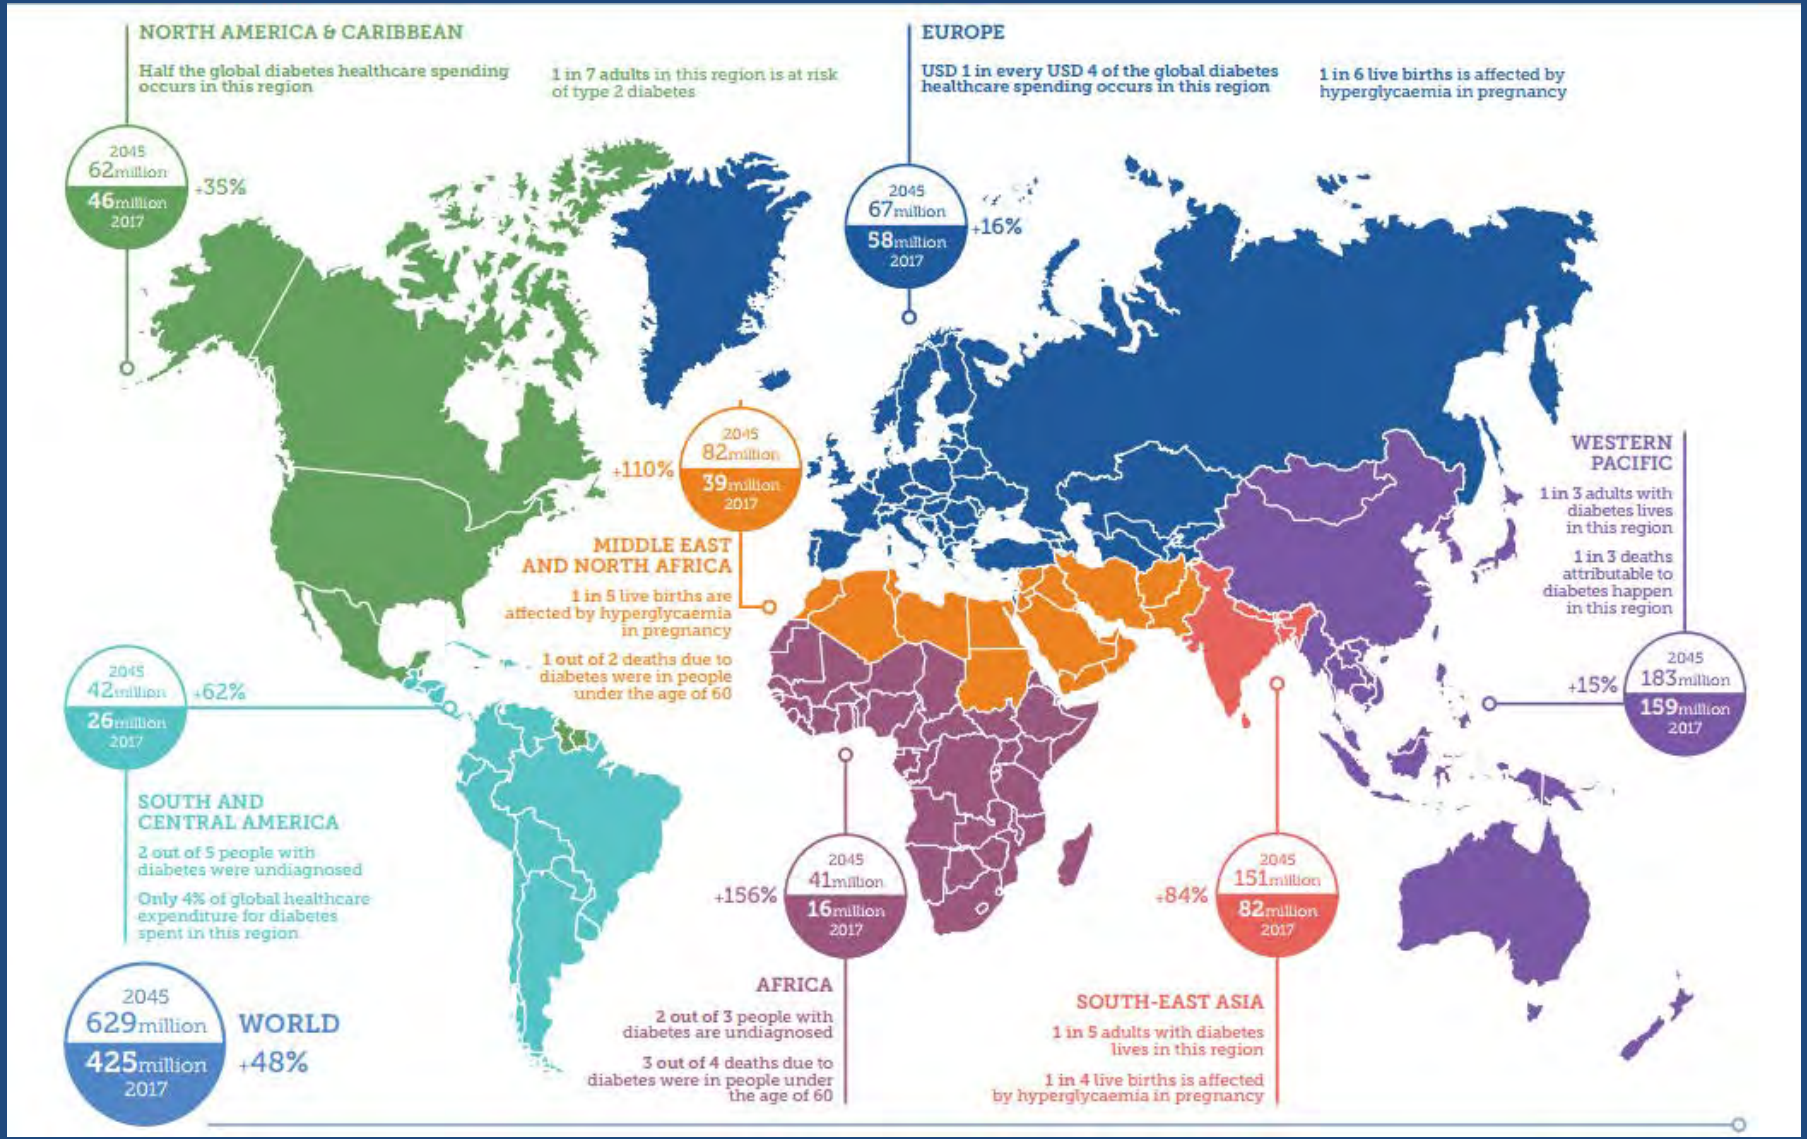 NORTH AMERICA & CARIBBEAN
Half the global diabetes healthcare spending
occurs in this region
1 in 7 adults in this region is at risk
of type 2 diabetes
2045
62million
46million
2017
+35%
EUROPE
USD 1 in every USD 4 of the global diabetes
healthcare spending occurs in this region
1 in 6 live births is affected by
hyperglycaemia in pregnancy
2045
67million
58million
2017
+16%
2045
82million
39million
2017
+110%
MIDDLE EAST
AND NORTH AFRICA
1 in 5 live births are
affected by hyperglycaemia
in pregnancy
1 out of 2 deaths due to
diabetes were in people
under the age of 60
WESTERN
PACIFIC
1 in 3 adults with
diabetes lives
in this region
1 in 3 deaths
attributable to
diabetes happen
in this region
2045
183million
159million
2017
+15%
2045
42million
26million
2017
+62%
SOUTH AND
CENTRAL AMERICA
2 out of 5 people with
diabetes were undiagnosed
Only 4% of global healthcare
expenditure for diabetes
spent in this region
2045
41million
16million
2017
+156%
AFRICA
2 out of 3 people with
diabetes are undiagnosed
3 out of 4 deaths due to
diabetes were in people under
the age of 60
2045
151million
82million
2017
+84%
SOUTH-EAST ASIA
1 in 5 adults with diabetes
lives in this region
1 in 4 live births is affected
by hyperglycaemia in pregnancy
2045
629million
425million
2017
WORLD
+48%